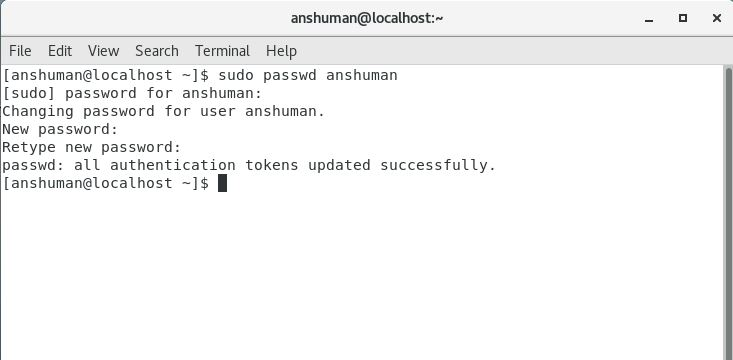 anshuman@localhost:~
File Edit View Search Terminal Help
[anshuman@localhost ~]$ sudo passwd anshuman
[sudo] password for anshuman:
Changing password for user anshuman.
New password:
Retype new password:
passwd: all authentication tokens updated successfully.
[anshuman@localhost ~]$